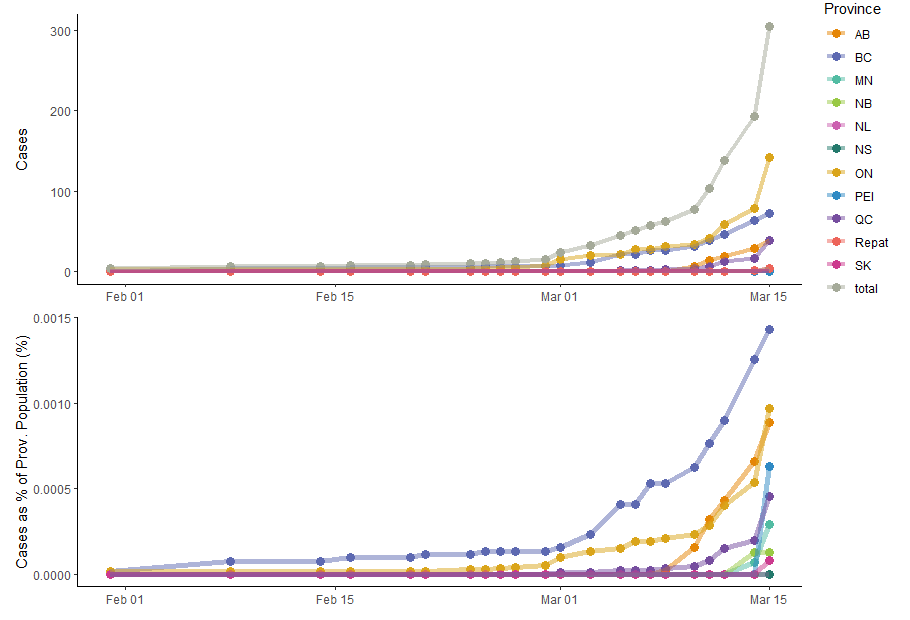 Province
AB
BC
MN
NB
NL
NS
ON
PEI
QC
Repat
SK
total
Cases
300
200
100
0
Feb 01
Feb 15
Mar 01
Mar 15
Cases as % of Prov. Population (%)
0.0015
0.0010
0.0005
0.0000
Feb 01
Feb 15
Mar 01
Mar 15